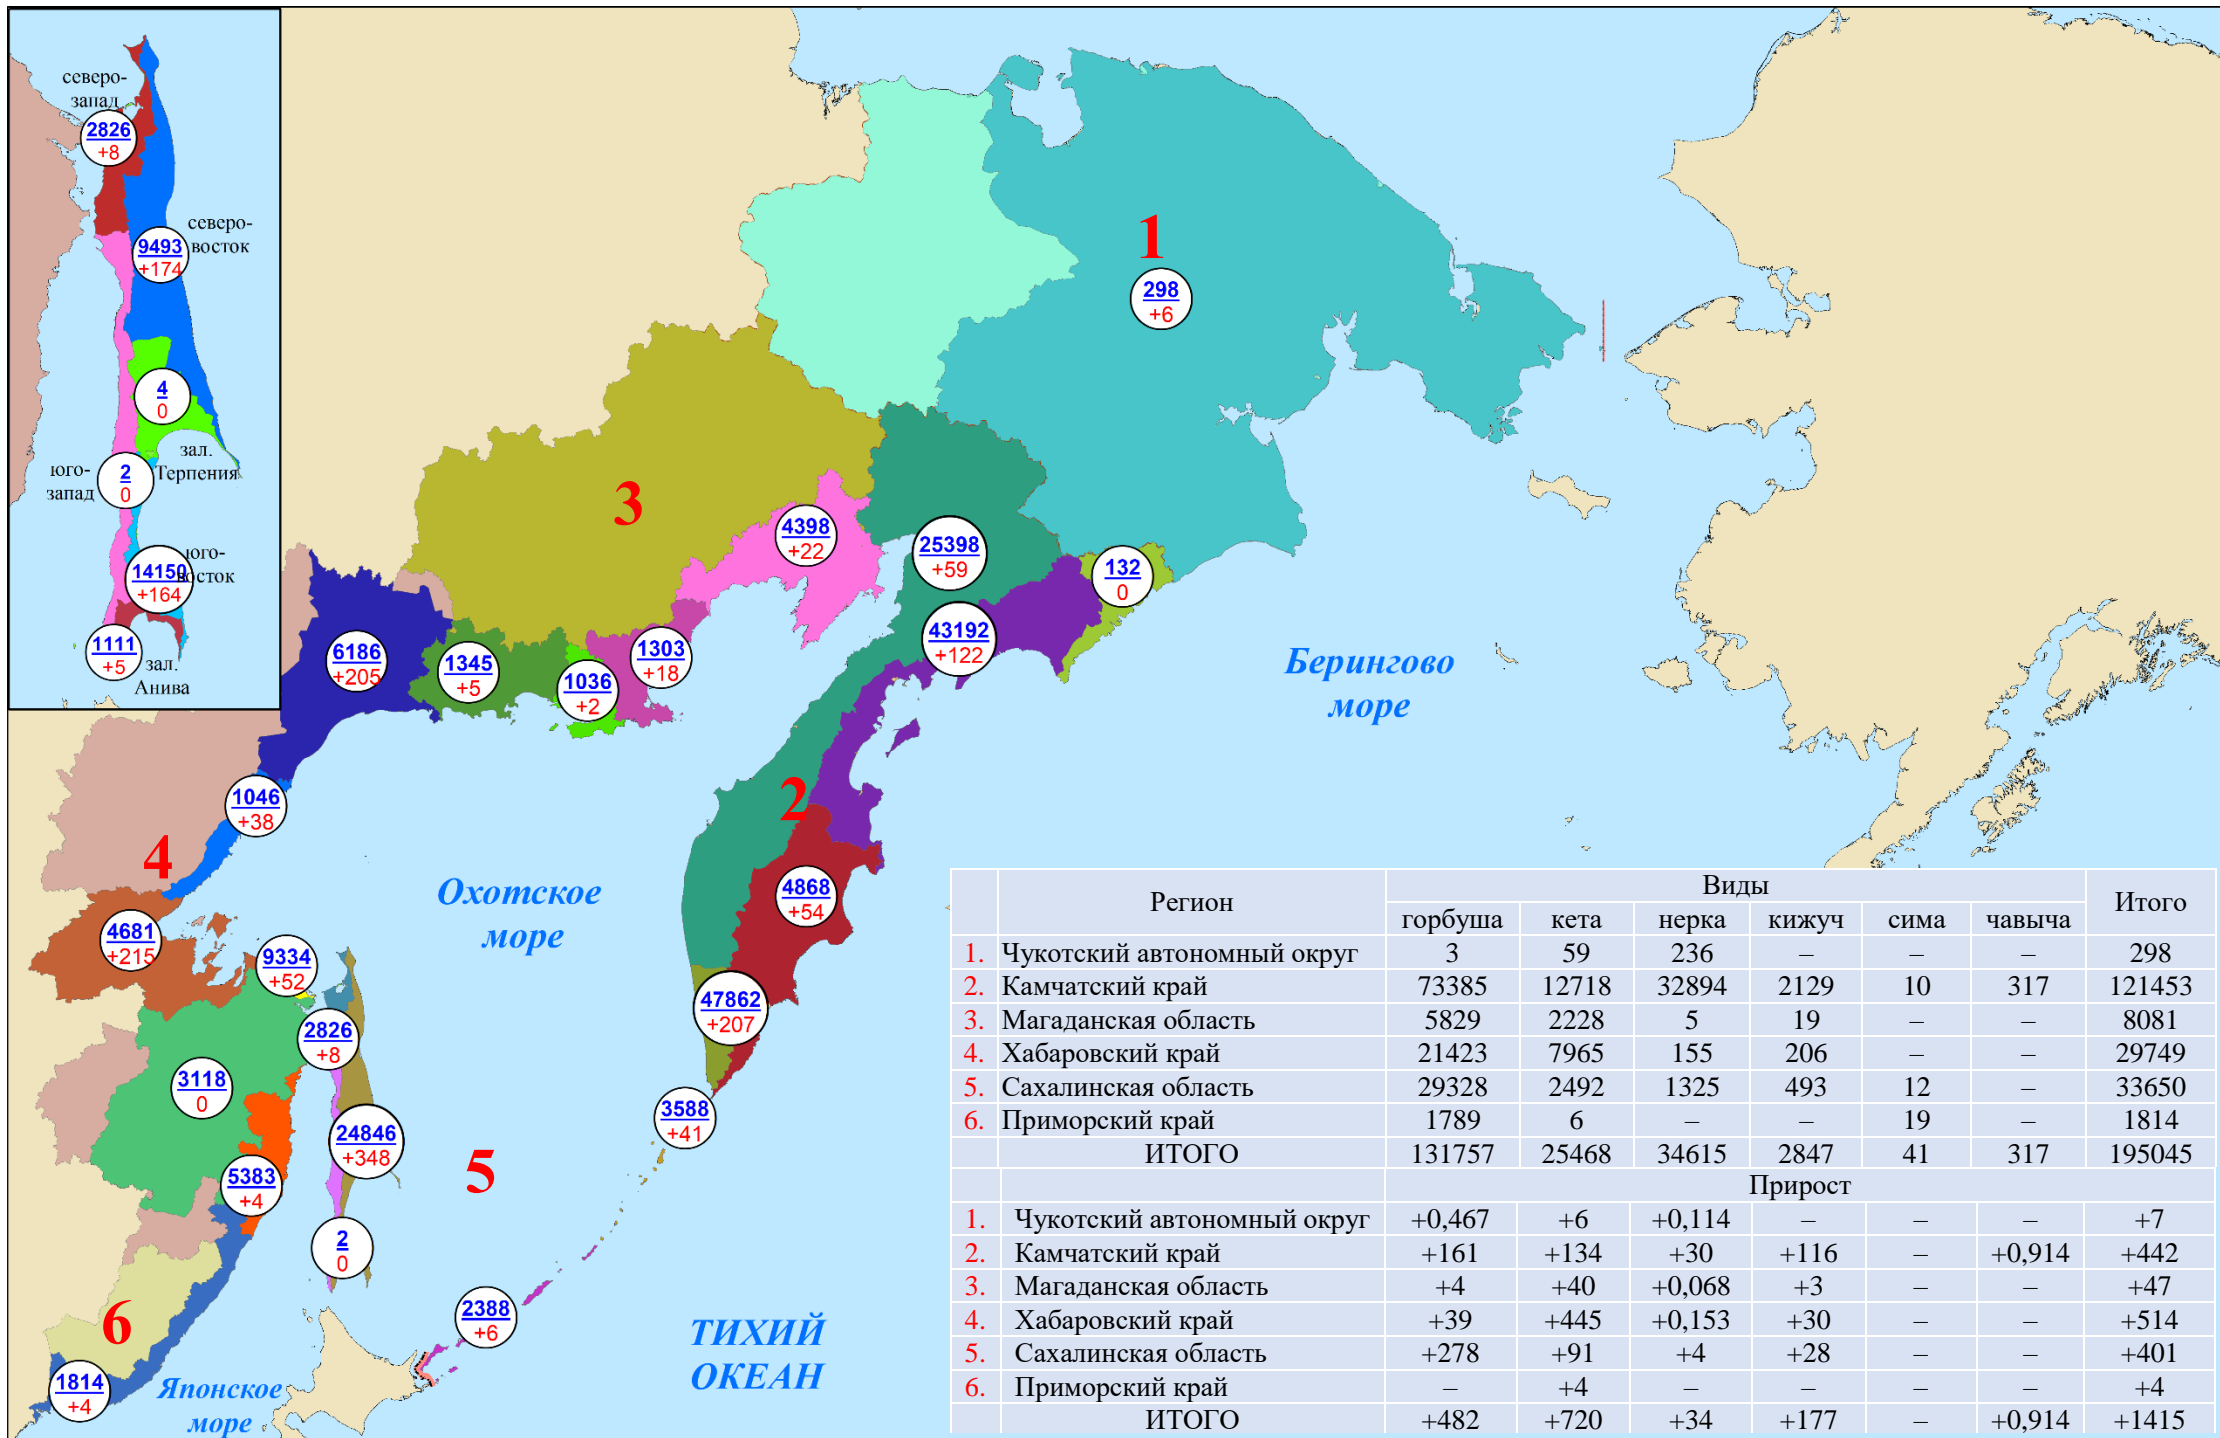 северо-
запад
2826
+8
северо-
восток
9493
+174
4
0
зал.
Терпения
юго-
запад
2
0
юго-
восток
14150
+164
1111
+5
зал.
Анива
1
298
+6
3
4398
+22
25398
+59
132
0
43192
+122
6186
+205
1345
+5
1036
+2
1303
+18
Берингово
море
1046
+38
4
2
4868
+54
Охотское
море
4681
+215
9334
+52
47862
+207
2826
+8
3118
0
3588
+41
24846
+348
5
5383
+4
2
0
6
2388
+6
ТИХИЙ
ОКЕАН
1814
+4
Японское
море
Регион Виды Итого
горбуша кета нерка кижуч сима чавыча
1. Чукотский автономный округ 3 59 236 – – – 298
2. Камчатский край 73385 12718 32894 2129 10 317 121453
3. Магаданская область 5829 2228 5 19 – – 8081
4. Хабаровский край 21423 7965 155 206 – – 29749
5. Сахалинская область 29328 2492 1325 493 12 – 33650
6. Приморский край 1789 6 – – 19 – 1814
ИТОГО 131757 25468 34615 2847 41 317 195045
Прирост
1. Чукотский автономный округ +0,467 +6 +0,114 – – – +7
2. Камчатский край +161 +134 +30 +116 – +0,914 +442
3. Магаданская область +4 +40 +0,068 +3 – – +47
4. Хабаровский край +39 +445 +0,153 +30 – – +514
5. Сахалинская область +278 +91 +4 +28 – – +401
6. Приморский край – +4 – – – – +4
ИТОГО +482 +720 +34 +177 – +0,914 +1415